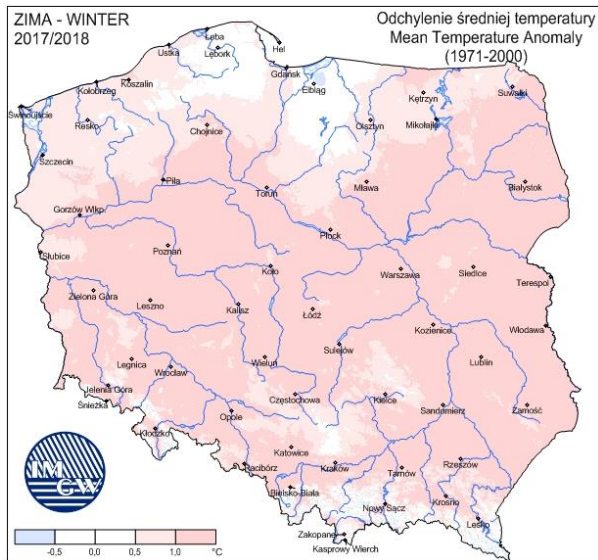 ZIMA - WINTER
2017/2018
Odchylenie średniej temperatury
Mean Temperature Anomaly
(1971-2000)
Łeba
Ustka
Lębork
Hel
Gdańsk
Koszalin
Kołobrzeg
Elbląg
Suwałki
Kętrzyn
Świnoujście
Resko
Chojnice
Olsztyn
Mikołajki
Szczecin
Piła
Toruń
Mława
Białystok
Gorzów Wlkp.
Płock
Słubice
Poznań
Koło
Warszawa
Siedlce
Terespol
Zielona Góra
Leszno
Kalisz
Łódź
Kozienice
Włodawa
Sulejów
Legnica
Wrocław
Wieluń
Lublin
Jelenia Góra
Śnieżka
Częstochowa
Kielce
Sandomierz
Zamość
Kłodzko
Opole
Katowice
Racibórz
Kraków
Tarnów
Rzeszów
Bielsko-Biała
Nowy Sącz
Krosno
Lesko
Zakopane
Kasprowy Wierch
IM
GW
-0,5 0,0 0,5 1,0 °C